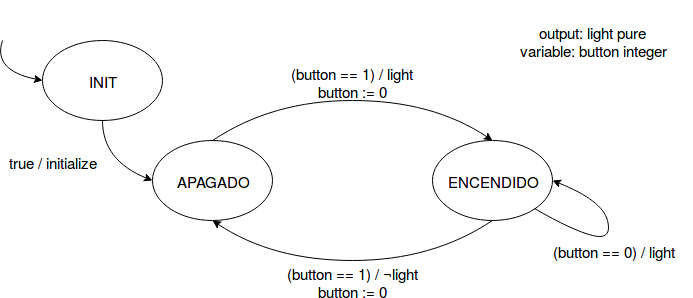 output: light pure
variable: button integer
INIT
(button == 1) / light
button := 0
true / initialize
APAGADO
ENCENDIDO
(button == 0) / light
(button == 1) / ¬light
button := 0